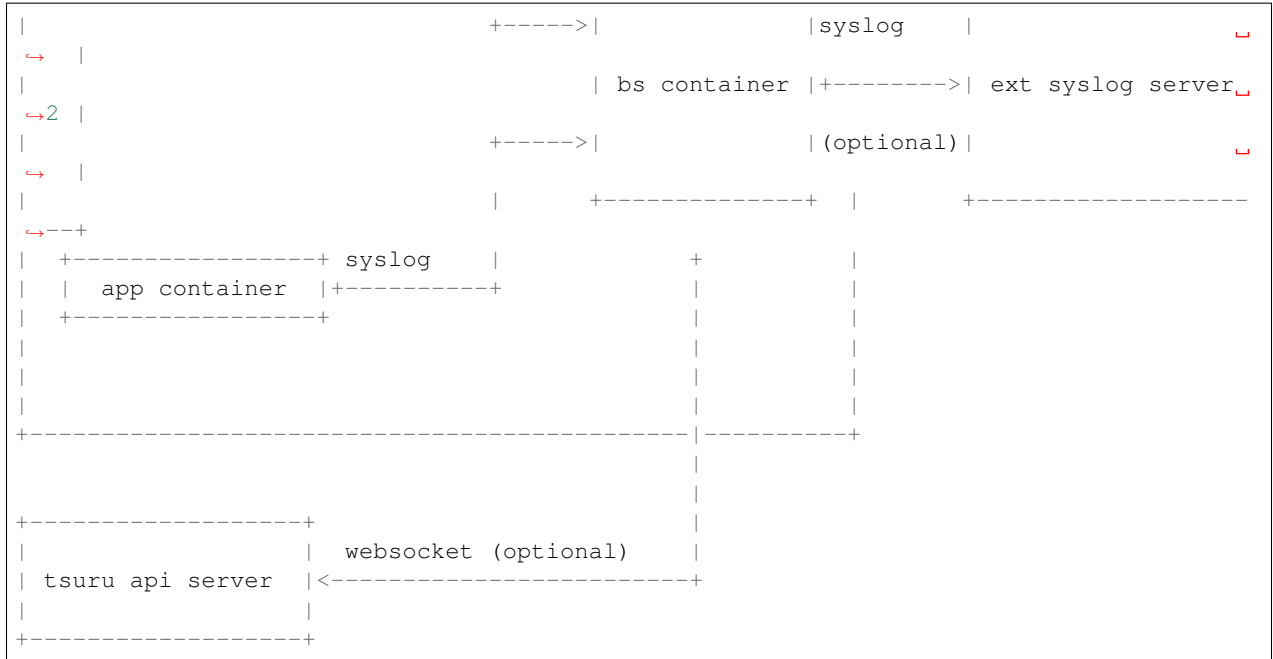 |                                +----->|              |syslog    |                  ␣
↪   |
|                                       | bs container |+-------->| ext syslog server␣
↪2 |
|                                +----->|              |(optional)|                  ␣
↪   |
|                                |      +--------------+  |       +-------------------
↪--+
|  +-----------------+ syslog    |             +          |
|  |  app container  |+----------+             |          |
|  +-----------------+                         |          |
|                                              |          |
|                                              |          |
|                                              |          |
+----------------------------------------------|----------+
                                               |
                                               |
+-------------------+                          |
|                   |  websocket (optional)    |
| tsuru api server  |<-------------------------+
|                   |
+-------------------+